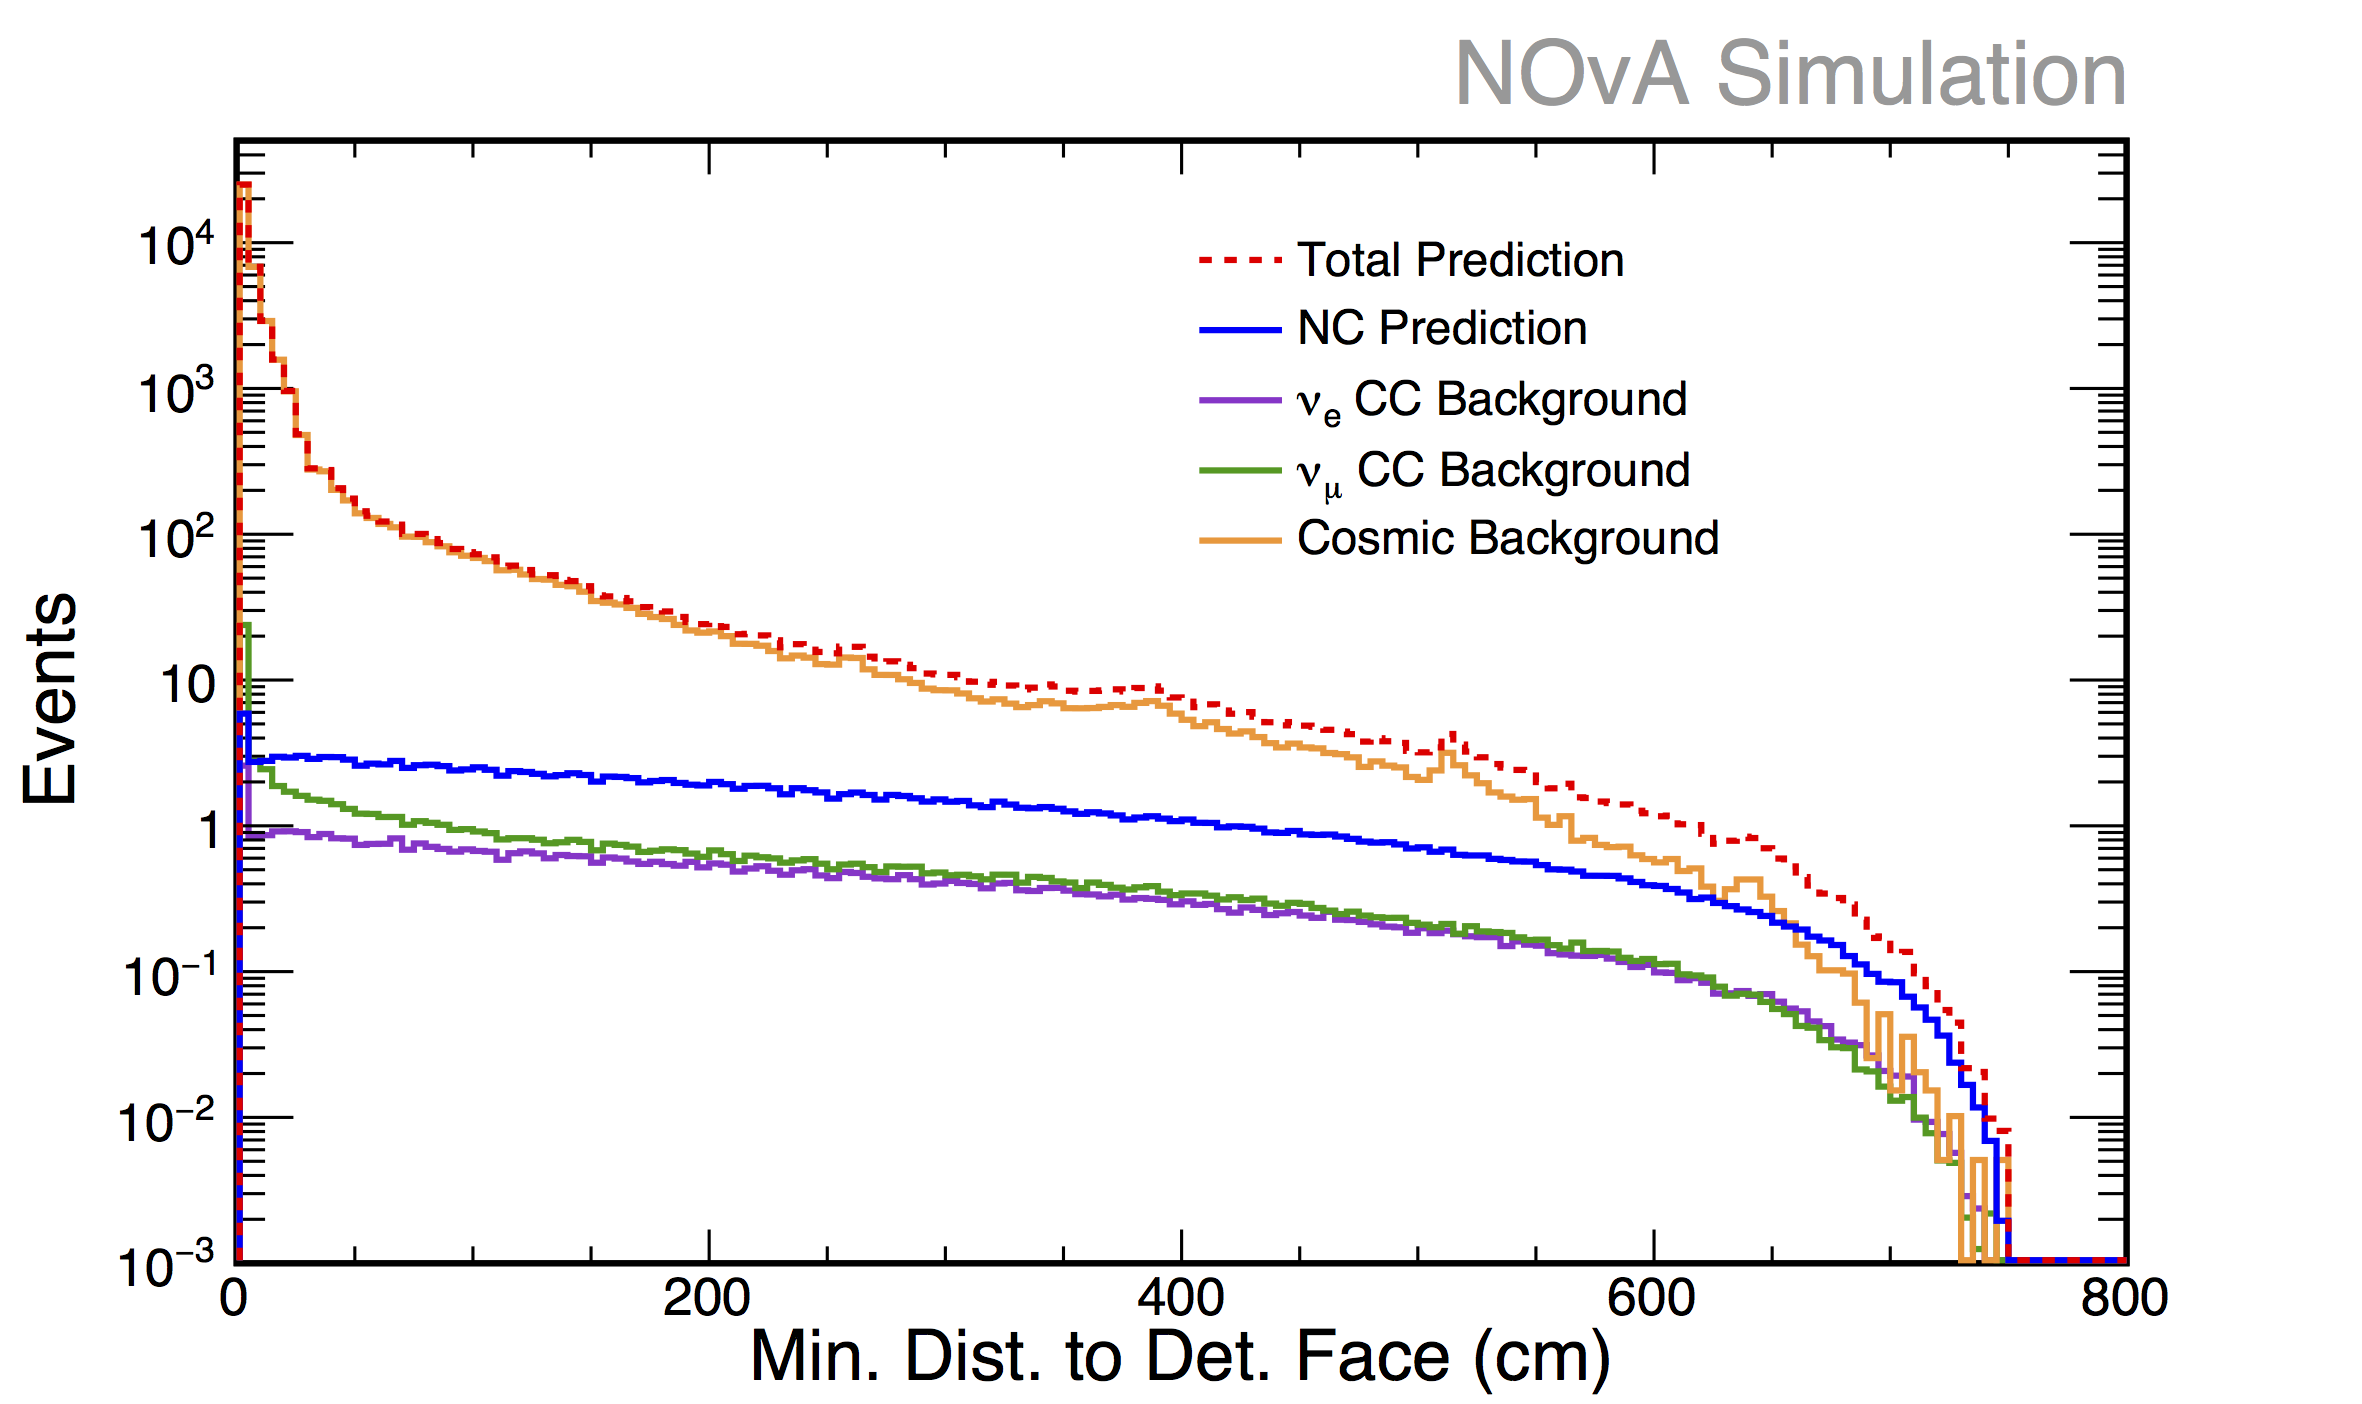 NOvA Simulation
Total Prediction
NC Prediction
νe CC Background
νμ CC Background
Cosmic Background
Events
10⁴
10³
10²
10
1
10⁻¹
10⁻²
10⁻³
0 200 400 600 800
Min. Dist. to Det. Face (cm)